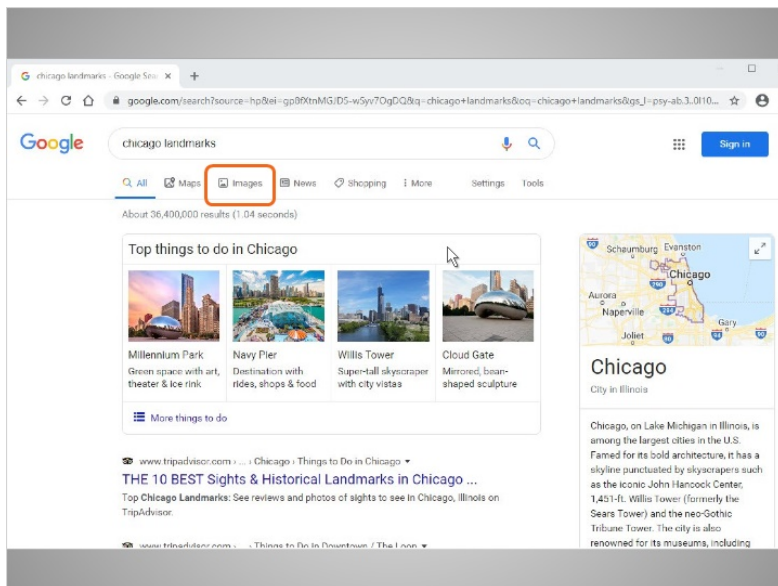 chicago landmarks - Google Sea
google.com/search?source=hp&ei=gp8fXtnMG/D5-wSyv7OgDQ&q=chicago+landmarks&oq=chicago+landmarks&gs_l=psy-ab.3..0l10...
Google
chicago landmarks
Sign in
All Maps Images News Shopping More Settings Tools
About 36,400,000 results (1.04 seconds)
Top things to do in Chicago
Millennium Park
Green space with art,
theater & ice rink
Navy Pier
Destination with
rides, shops & food
Willis Tower
Super-tall skyscraper
with city vistas
Cloud Gate
Mirrored, bean-
shaped sculpture
More things to do
www.tripadvisor.com › ... › Chicago › Things to Do in Chicago
THE 10 BEST Sights & Historical Landmarks in Chicago ...
Top Chicago Landmarks: See reviews and photos of sights to see in Chicago, Illinois on
TripAdvisor.
www.tripadvisor.com › ... › Things to Do in Downtown / The Loop
90
Schaumburg Evanston
Chicago
290
Aurora
Naperville
294
Gary
Joliet
90
90
Chicago
City in Illinois
Chicago, on Lake Michigan in Illinois, is
among the largest cities in the U.S.
Famed for its bold architecture, it has a
skyline punctuated by skyscrapers such
as the iconic John Hancock Center,
1,451-ft. Willis Tower (formerly the
Sears Tower) and the neo-Gothic
Tribune Tower. The city is also
renowned for its museums, including